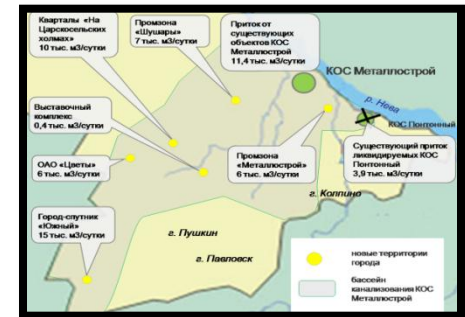 Кварталы «На
Царскосельских
холмах»
10 тыс. м3/сутки
Промзона
«Шушары»
7 тыс. м3/сутки
Приток от
существующих
объектов КОС
Металлострой
11,4 тыс. м3/сутки
КОС Металлострой
р. Нева
КОС Понтонный
Выставочный
комплекс
0,4 тыс. м3/сутки
ОАО «Цветы»
6 тыс. м3/сутки
Промзона
«Металлострой»
6 тыс. м3/сутки
Существующий приток
ликвидируемых КОС
Понтонный
3,9 тыс. м3/сутки
г. Колпино
Город-спутник
«Южный»
15 тыс. м3/сутки
г. Пушкин
г. Павловск
новые территории
города
бассейн
канализования КОС
Металлострой